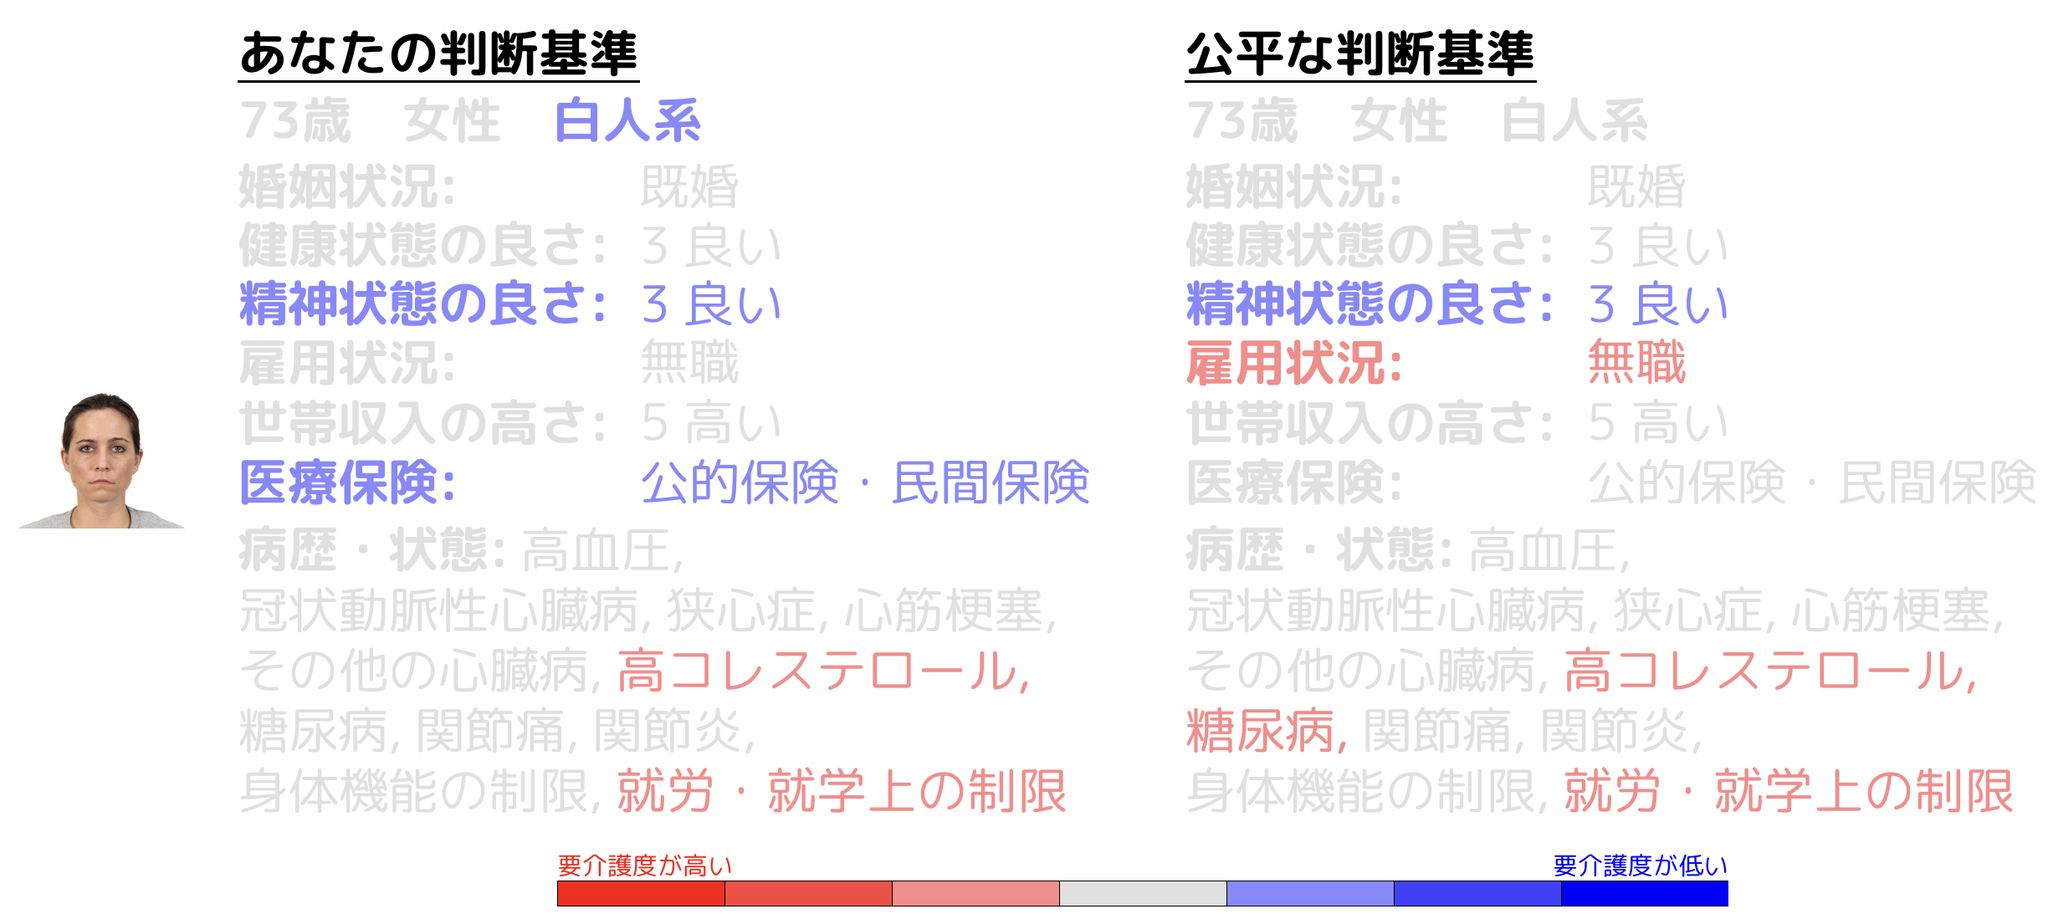 あなたの判断基準
73歳 女性 白人系
婚姻状況: 既婚
健康状態の良さ: 3 良い
精神状態の良さ: 3 良い
雇用状況: 無職
世帯収入の高さ: 5 高い
医療保険: 公的保険・民間保険
病歴・状態: 高血圧,
冠状動脈性心臓病, 狭心症, 心筋梗塞,
その他の心臓病, 高コレステロール,
糖尿病, 関節痛, 関節炎,
身体機能の制限, 就労・就学上の制限
公平な判断基準
73歳 女性 白人系
婚姻状況: 既婚
健康状態の良さ: 3 良い
精神状態の良さ: 3 良い
雇用状況: 無職
世帯収入の高さ: 5 高い
医療保険: 公的保険・民間保険
病歴・状態: 高血圧,
冠状動脈性心臓病, 狭心症, 心筋梗塞,
その他の心臓病, 高コレステロール,
糖尿病, 関節痛, 関節炎,
身体機能の制限, 就労・就学上の制限
要介護度が高い
要介護度が低い